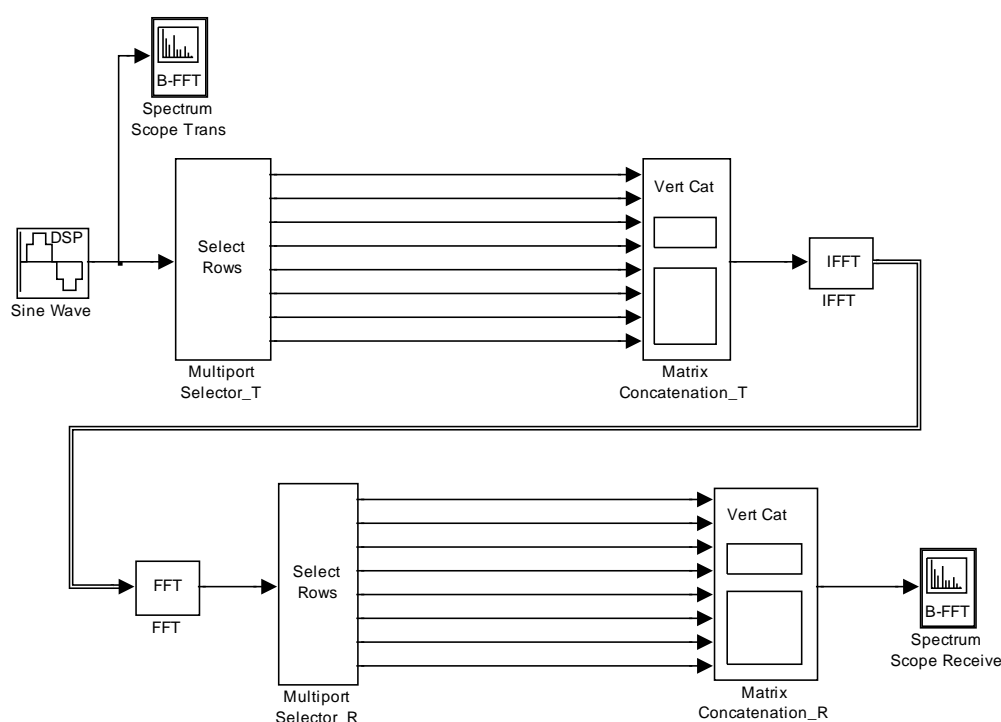 B-FFT
Spectrum
Scope Trans
DSP
Sine Wave
Select
Rows
Multiport
Selector_T
Vert Cat
Matrix
Concatenation_T
IFFT
IFFT
FFT
FFT
Select
Rows
Multiport
Selector_R
Vert Cat
Matrix
Concatenation_R
B-FFT
Spectrum
Scope Receive